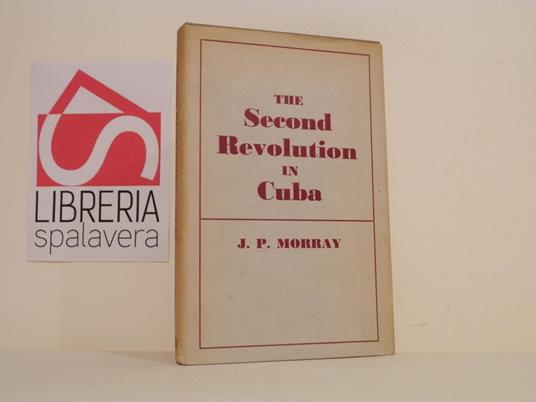 LIBRERIA
spalavera
THE
Second
Revolution
IN
Cuba
J. P. MORRAY